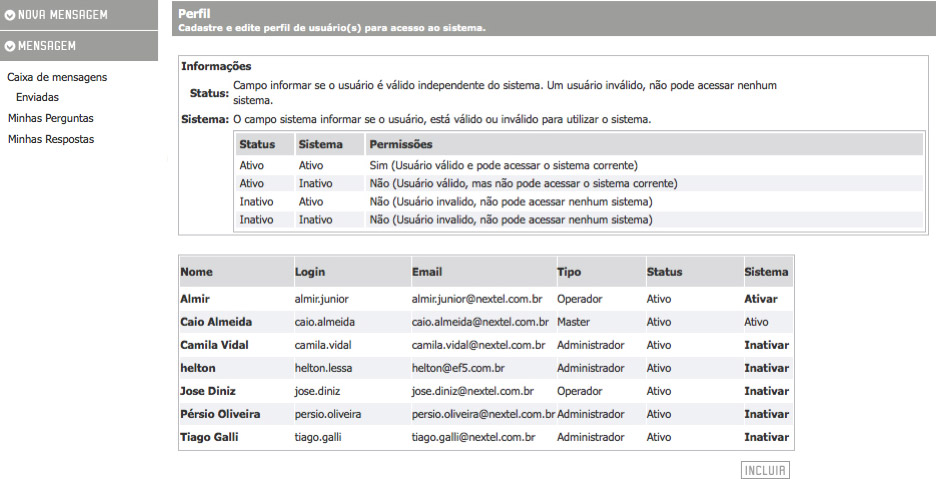 NOVA MENSAGEM
MENSAGEM
Caixa de mensagens
Enviadas
Minhas Perguntas
Minhas Respostas
Perfil
Cadastre e edite perfil de usuário(s) para acesso ao sistema.
Informações
Status: Campo informar se o usuário é válido independente do sistema. Um usuário inválido, não pode acessar nenhum
sistema.
Sistema: O campo sistema informar se o usuário, está válido ou inválido para utilizar o sistema.
Status Sistema Permissões
Ativo Ativo Sim (Usuário válido e pode acessar o sistema corrente)
Ativo Inativo Não (Usuário válido, mas não pode acessar o sistema corrente)
Inativo Ativo Não (Usuário invalido, não pode acessar nenhum sistema)
Inativo Inativo Não (Usuário invalido, não pode acessar nenhum sistema)
Nome Login Email Tipo Status Sistema
Almir almir.junior almir.junior@nextel.com.br Operador Ativo Ativar
Caio Almeida caio.almeida caio.almeida@nextel.com.br Master Ativo Ativo
Camila Vidal camila.vidal camila.vidal@nextel.com.br Administrador Ativo Inativar
helton helton.lessa helton@ef5.com.br Administrador Ativo Inativar
Jose Diniz jose.diniz jose.diniz@nextel.com.br Operador Ativo Inativar
Pérsio Oliveira persio.oliveira persio.oliveira@nextel.com.br Administrador Ativo Inativar
Tiago Galli tiago.galli tiago.galli@nextel.com.br Administrador Ativo Inativar
INCLUIR